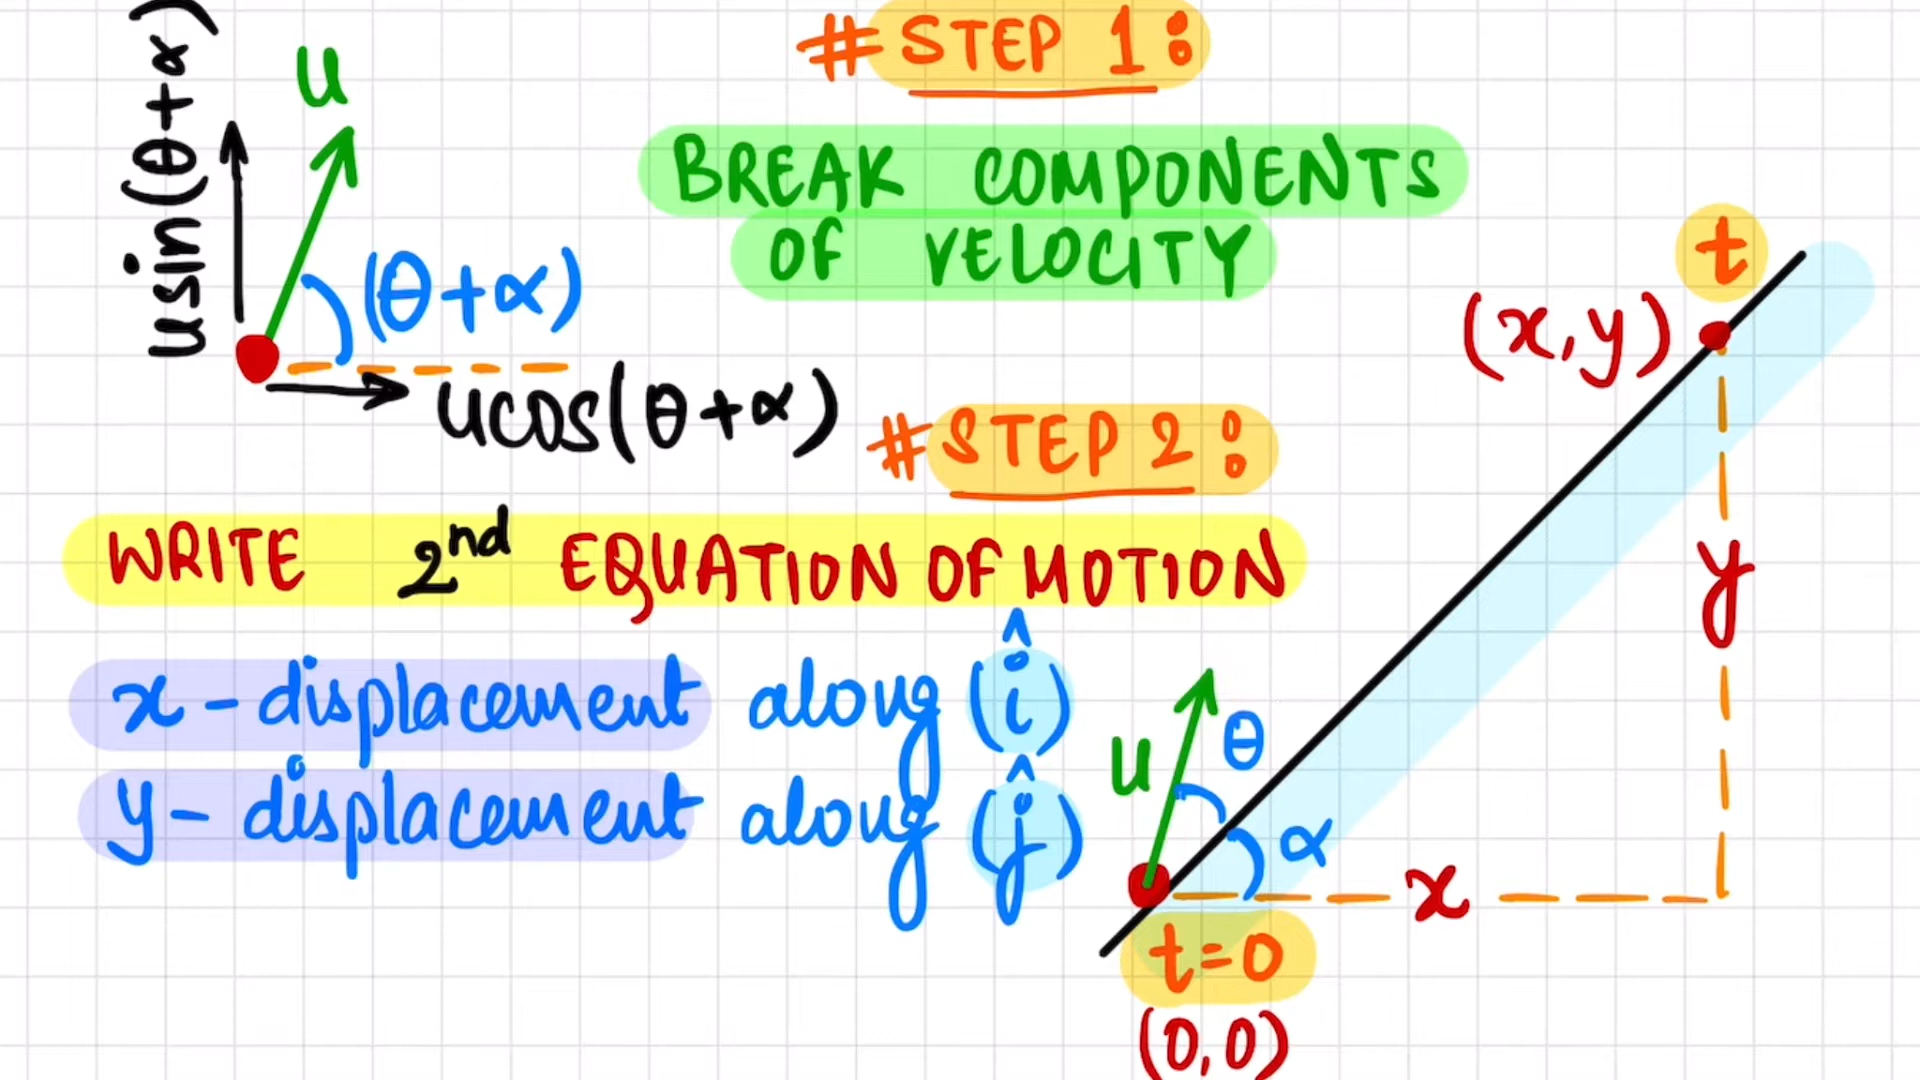 # STEP 1:
u
usin(θ+α)
BREAK COMPONENTS
OF VELOCITY
(θ+α)
ucos(θ+α)
t
(x,y)
# STEP 2:
WRITE 2nd EQUATION OF MOTION
x - displacement along (î)
y - displacement along (ĵ)
y
u
θ
α
x
t=0
(0,0)